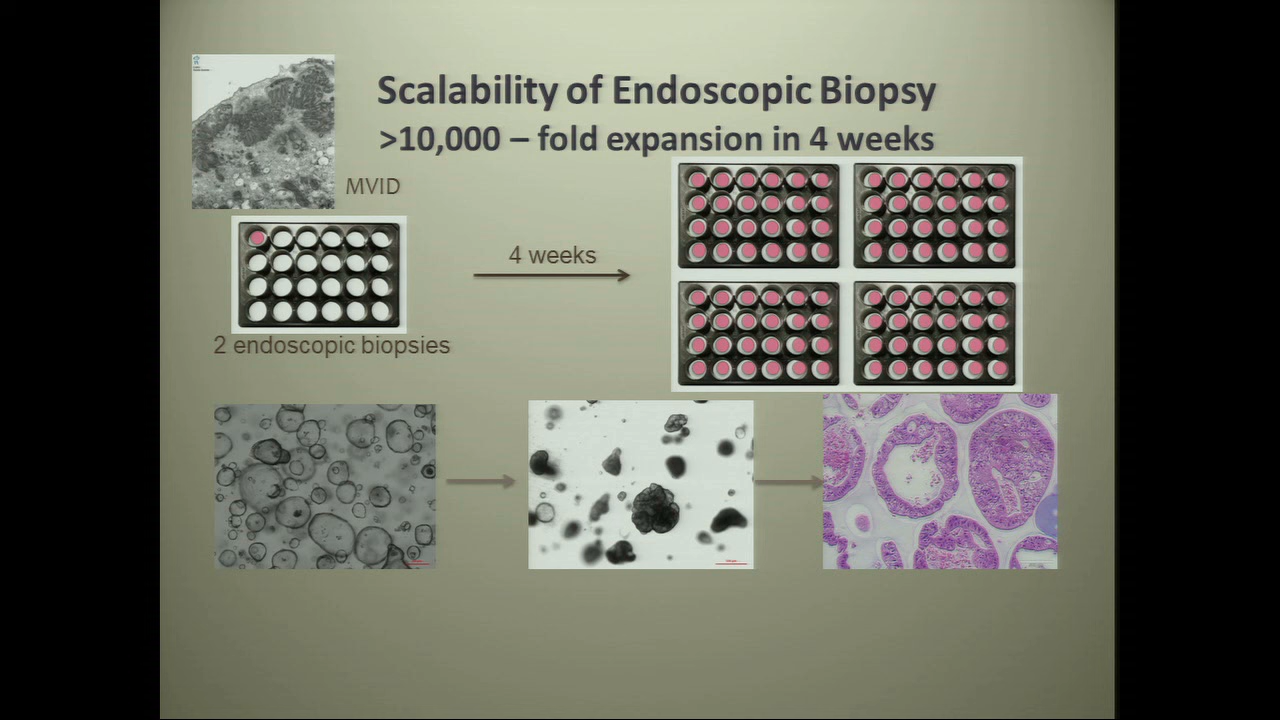 Scalability of Endoscopic Biopsy
>10,000 – fold expansion in 4 weeks
MVID
4 weeks
2 endoscopic biopsies